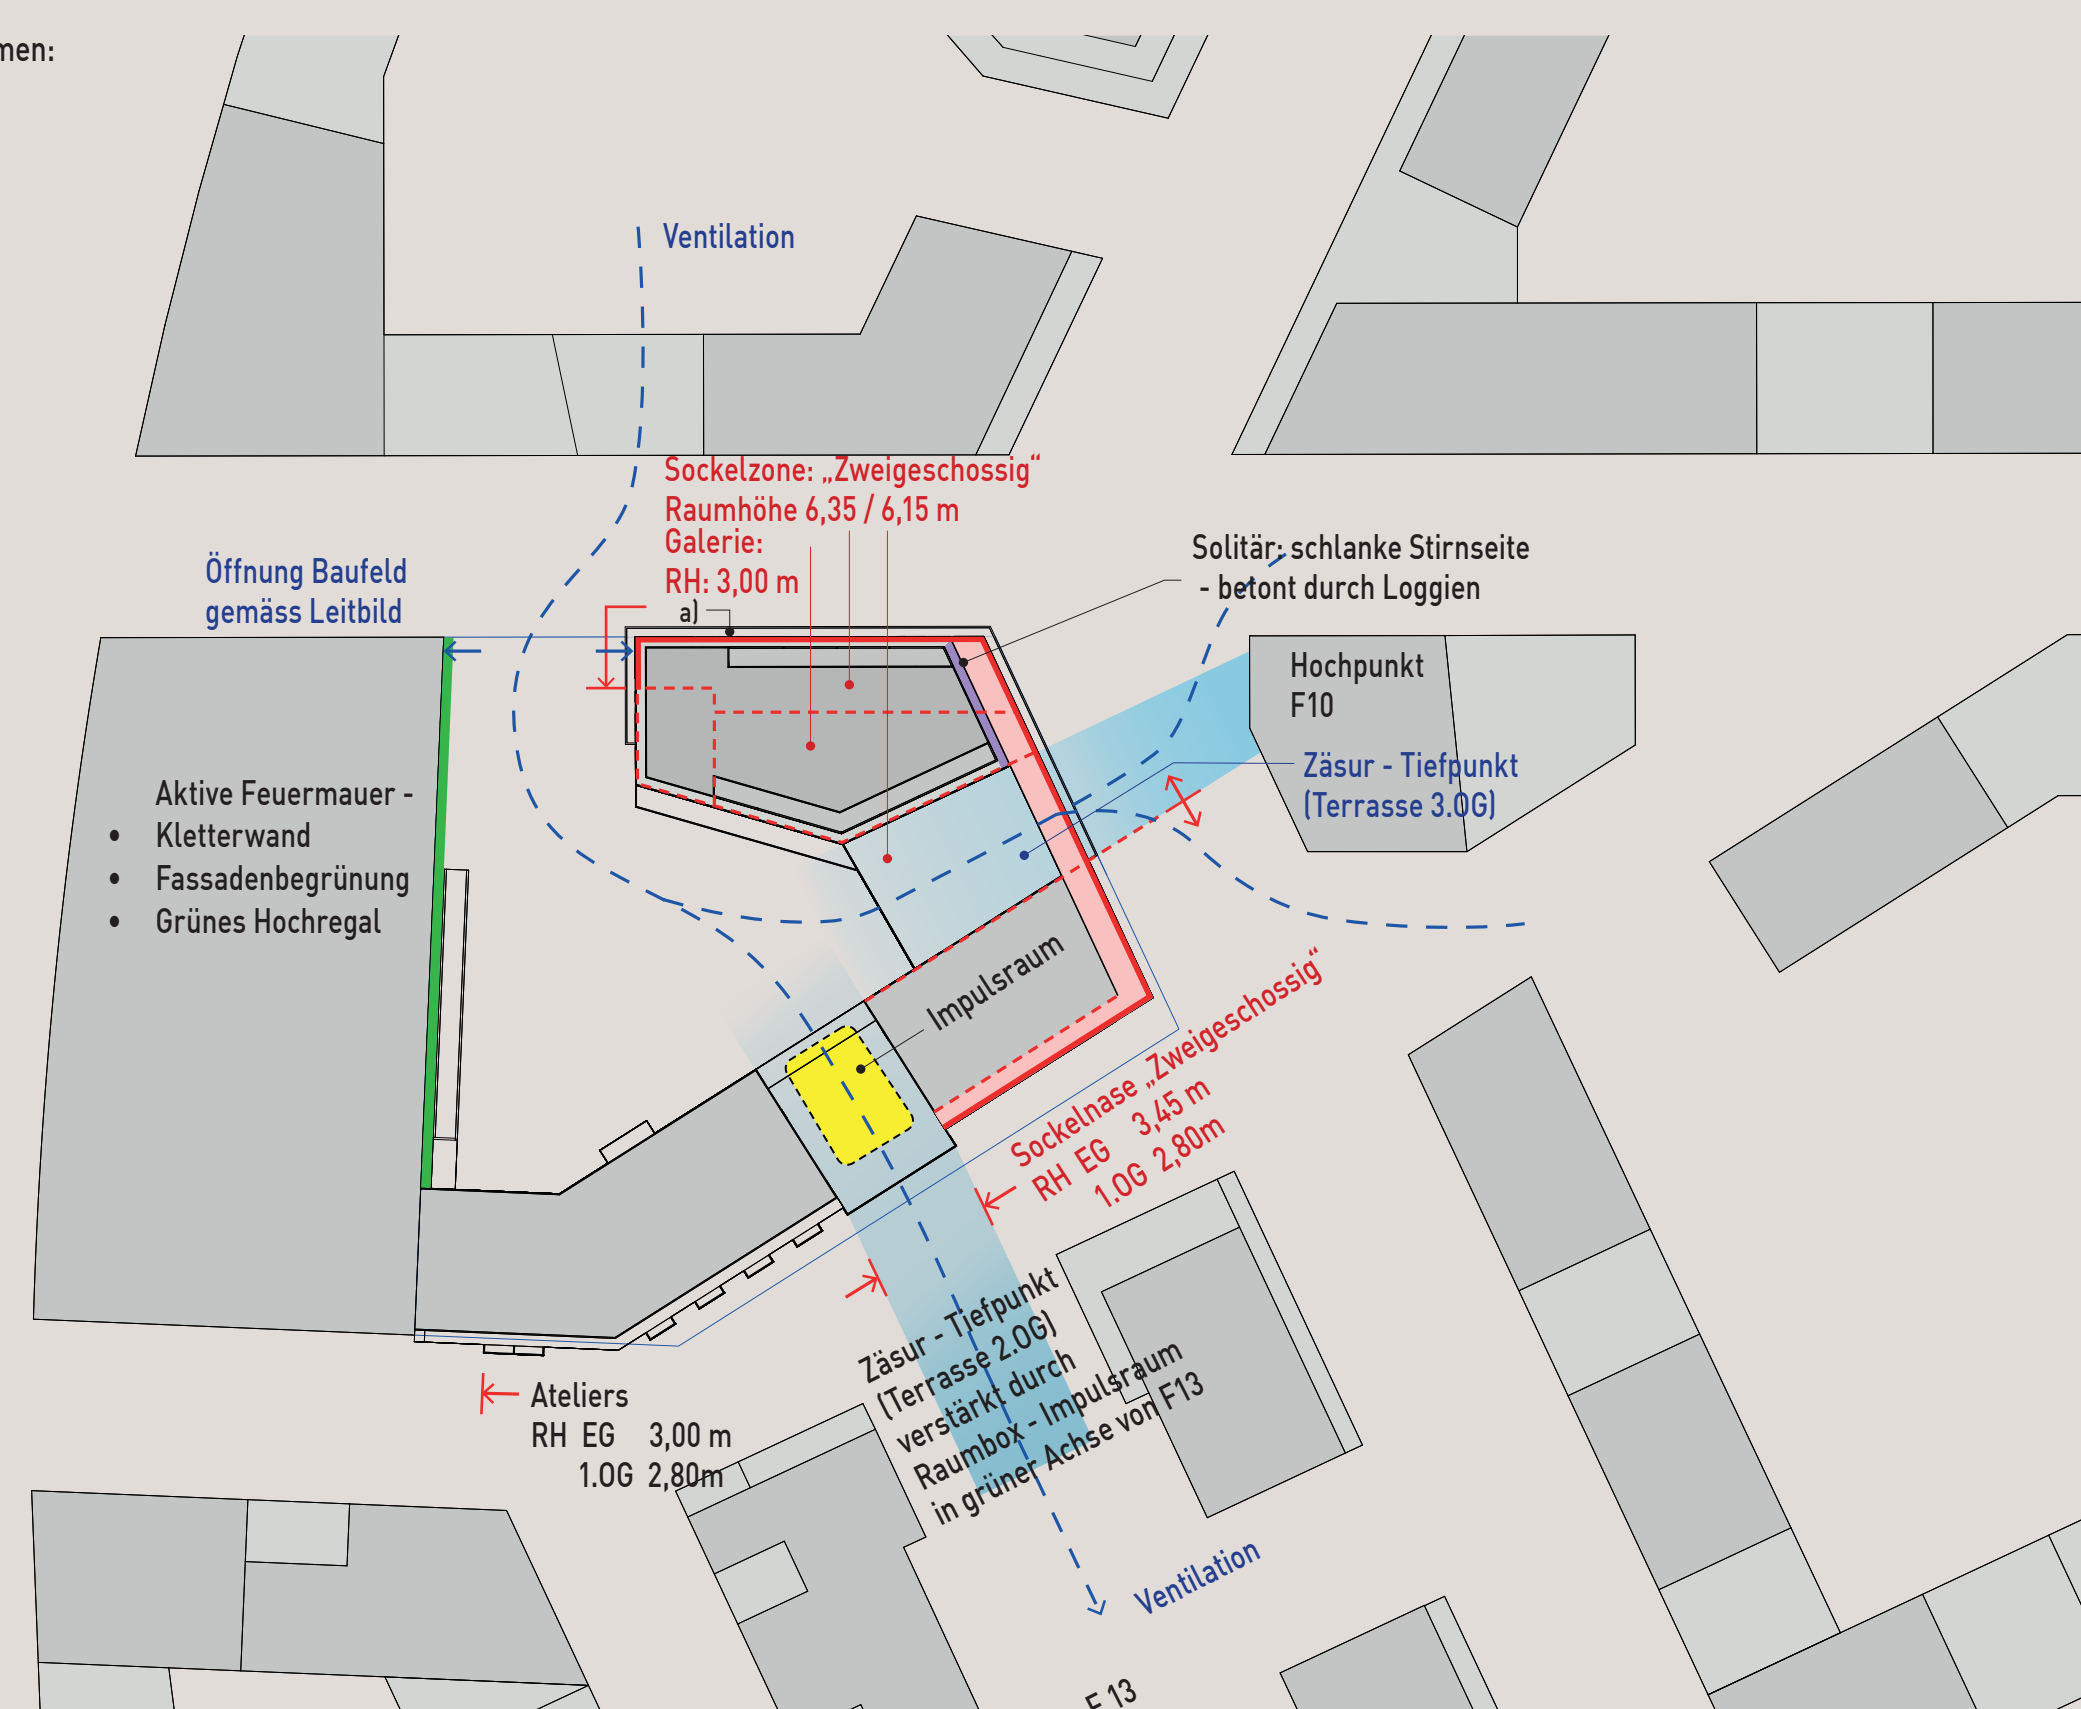 men:
Ventilation
Sockelzone: „Zweigeschossig“
Raumhöhe 6,35 / 6,15 m
Galerie:
RH: 3,00 m
a)
Öffnung Baufeld
gemäss Leitbild
Solitär: schlanke Stirnseite
- betont durch Loggien
Hochpunkt
F10
Zäsur - Tiefpunkt
(Terrasse 3.OG)
Aktive Feuermauer -
• Kletterwand
• Fassadenbegrünung
• Grünes Hochregal
Impulsraum
Sockelnase „Zweigeschossig“
RH EG 3,45 m
1.OG 2,80m
Zäsur - Tiefpunkt
(Terrasse 2.OG)
verstärkt durch
Raumbox - Impulsraum
in grüner Achse von F13
Ateliers
RH EG 3,00 m
1.OG 2,80m
Ventilation
F 13